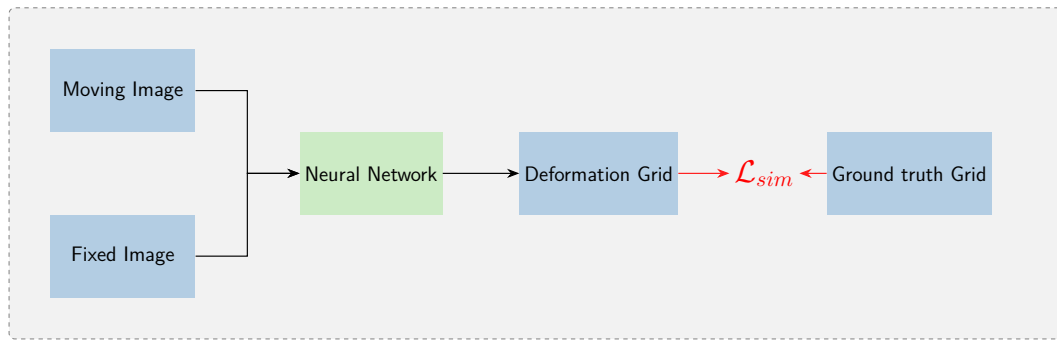 Moving Image
Neural Network
Deformation Grid
ℒ_sim
Ground truth Grid
Fixed Image